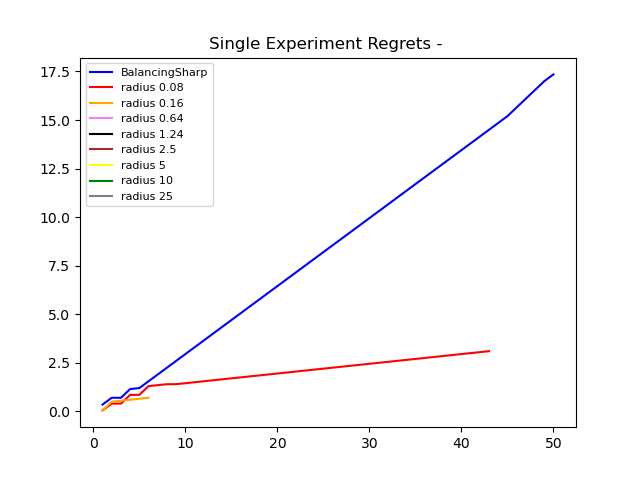 Single Experiment Regrets -
17.5
15.0
12.5
10.0
7.5
5.0
2.5
0.0
BalancingSharp
radius 0.08
radius 0.16
radius 0.64
radius 1.24
radius 2.5
radius 5
radius 10
radius 25
0 10 20 30 40 50